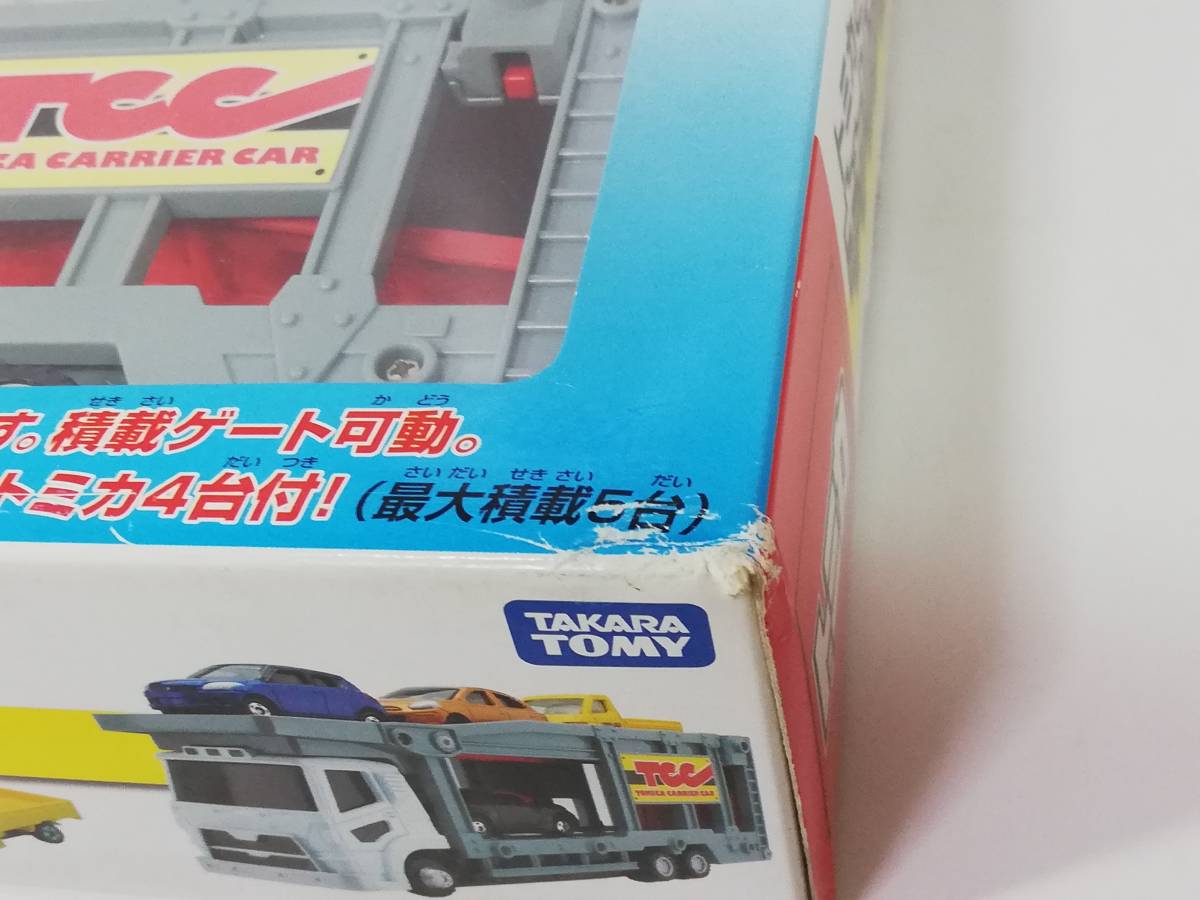 TCC
CARRIER CAR
せき さい か どう
す。積載ゲート可動。
だい つき さい だい せき さい だい
トミカ4台付! (最大積載5台)
TAKARA
TOMY
TCC
TOMICA CARRIER CAR